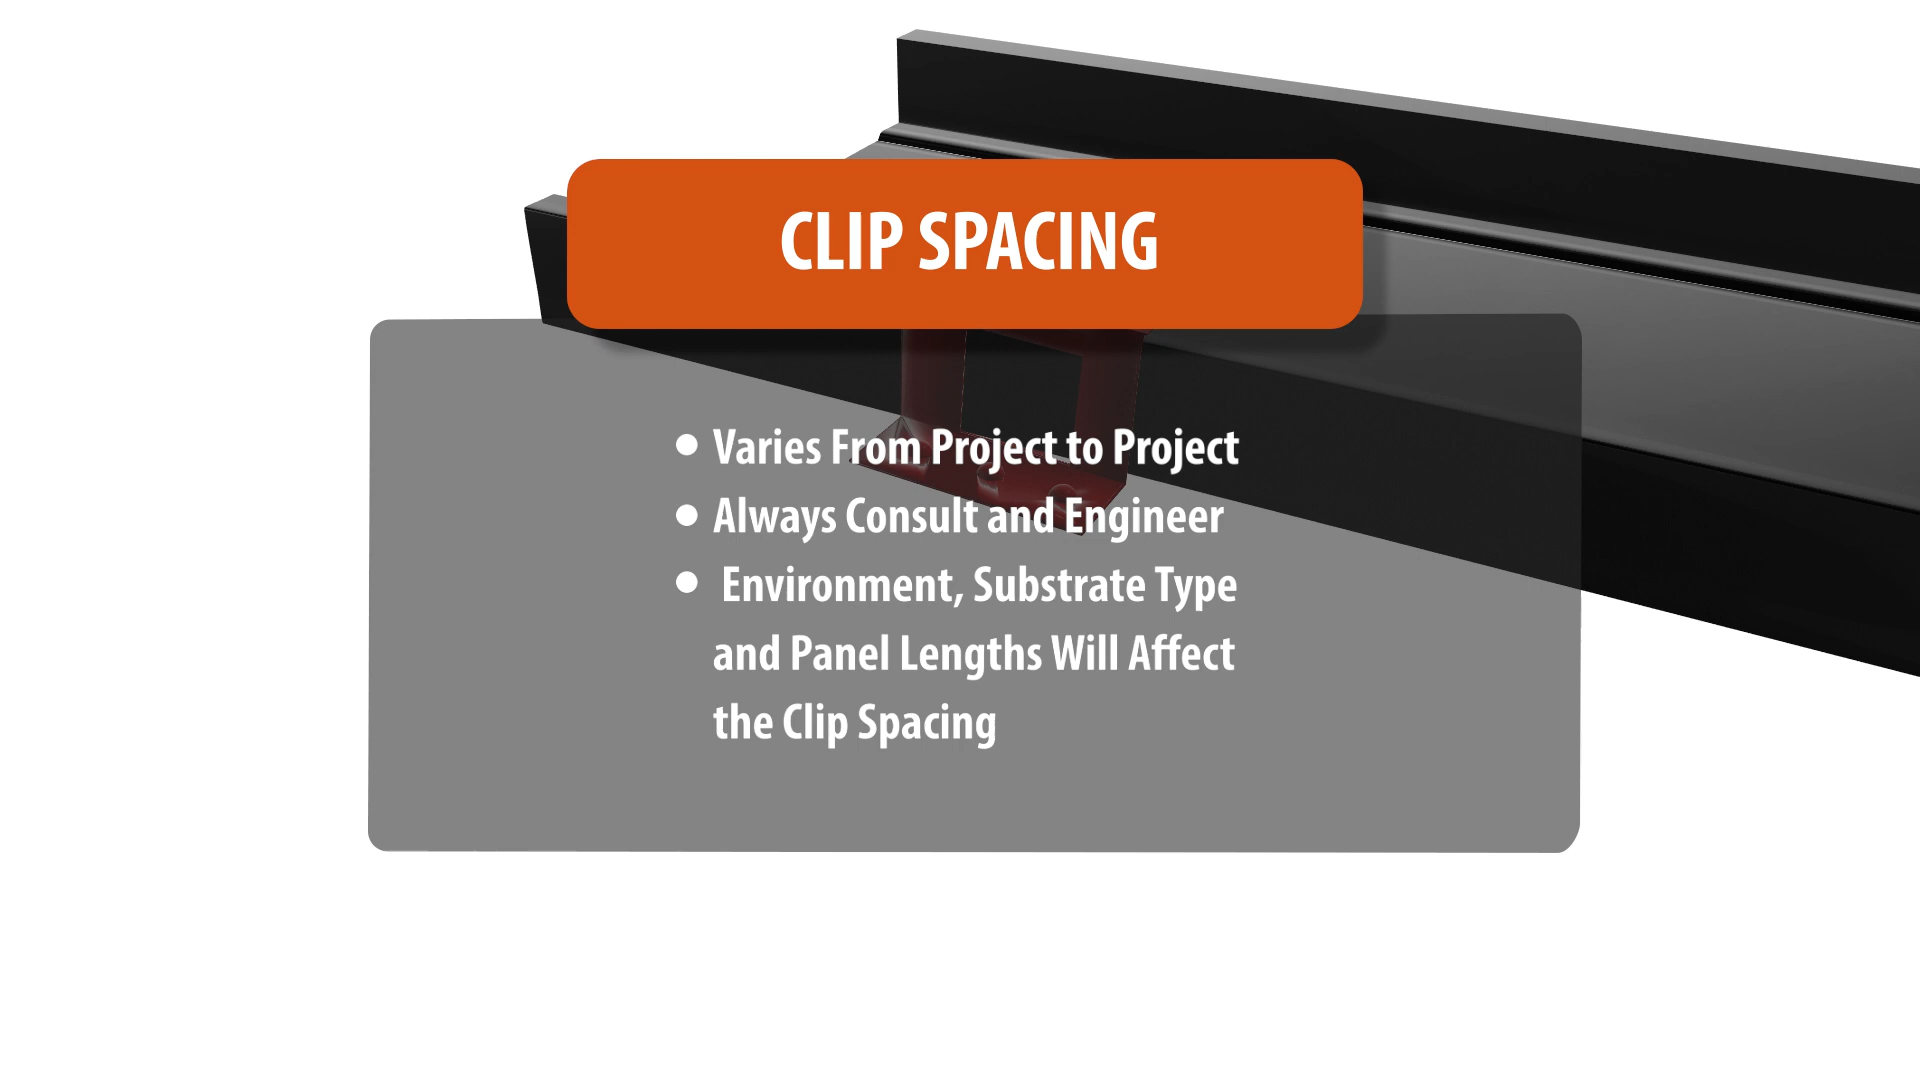 CLIP SPACING
• Varies From Project to Project
• Always Consult and Engineer
• Environment, Substrate Type
and Panel Lengths Will Affect
the Clip Spacing